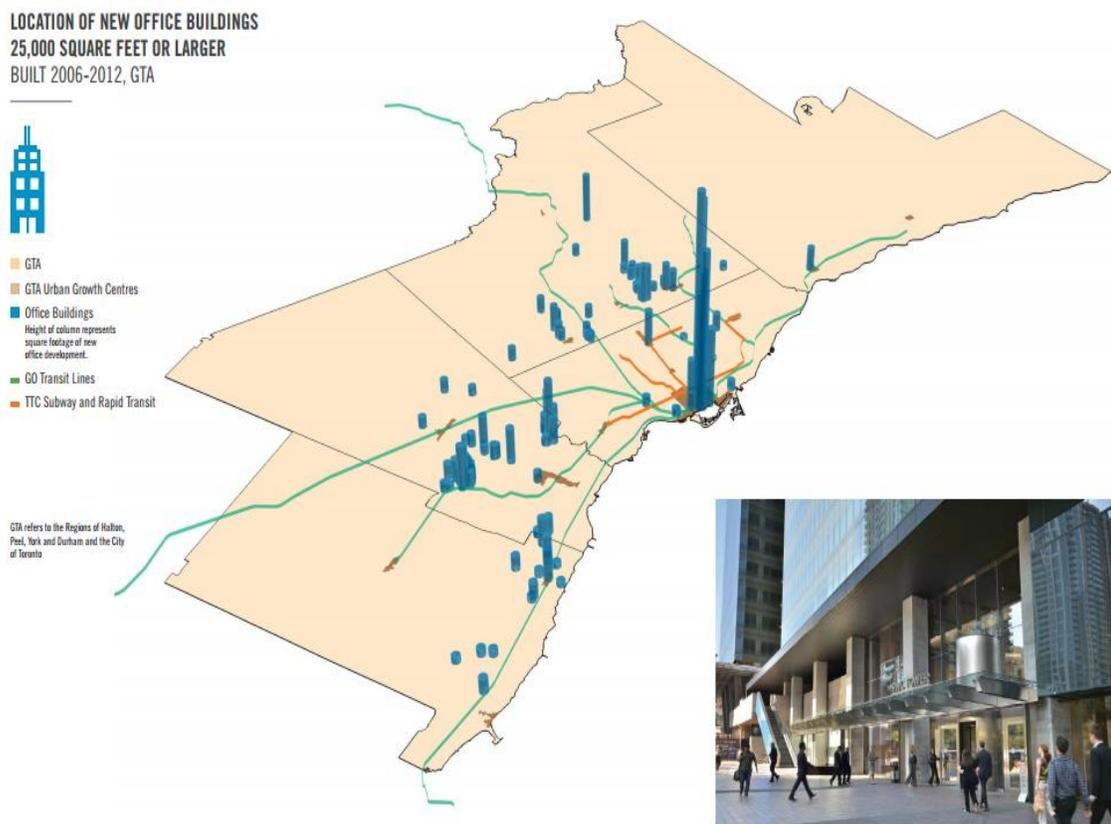 LOCATION OF NEW OFFICE BUILDINGS
25,000 SQUARE FEET OR LARGER
BUILT 2006-2012, GTA
GTA
GTA Urban Growth Centres
Office Buildings
Height of column represents
square footage of new
office development.
GO Transit Lines
TTC Subway and Rapid Transit
GTA refers to the Regions of Halton,
Peel, York and Durham and the City
of Toronto